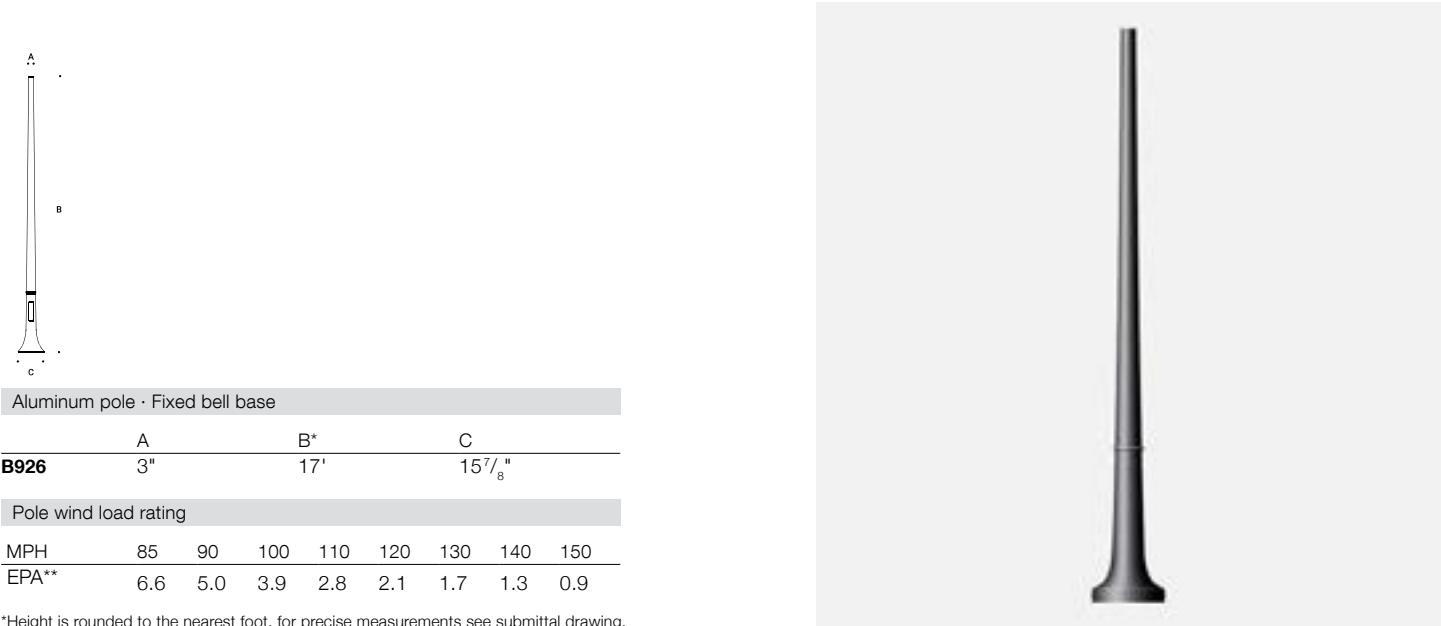 A
B
C
Aluminum pole · Fixed bell base
A B* C
B926 3" 17' 15 7/8"
Pole wind load rating
MPH 85 90 100 110 120 130 140 150
EPA** 6.6 5.0 3.9 2.8 2.1 1.7 1.3 0.9
*Height is rounded to the nearest foot, for precise measurements see submittal drawing.